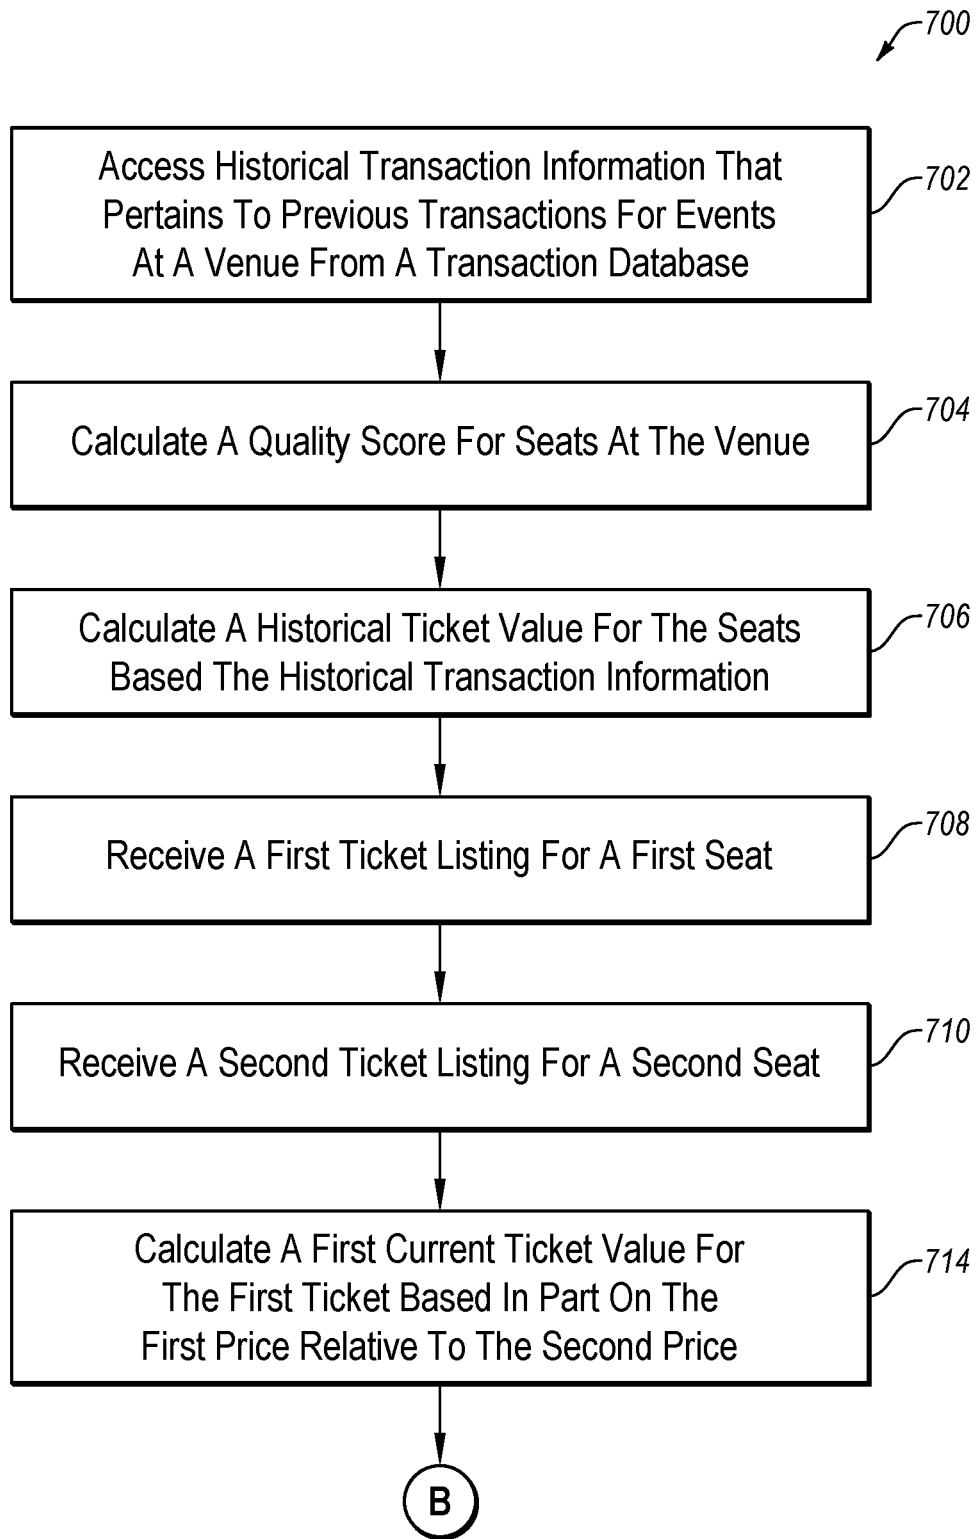 700
Access Historical Transaction Information That
Pertains To Previous Transactions For Events
At A Venue From A Transaction Database
702
Calculate A Quality Score For Seats At The Venue
704
Calculate A Historical Ticket Value For The Seats
Based The Historical Transaction Information
706
Receive A First Ticket Listing For A First Seat
708
Receive A Second Ticket Listing For A Second Seat
710
Calculate A First Current Ticket Value For
The First Ticket Based In Part On The
First Price Relative To The Second Price
714
B